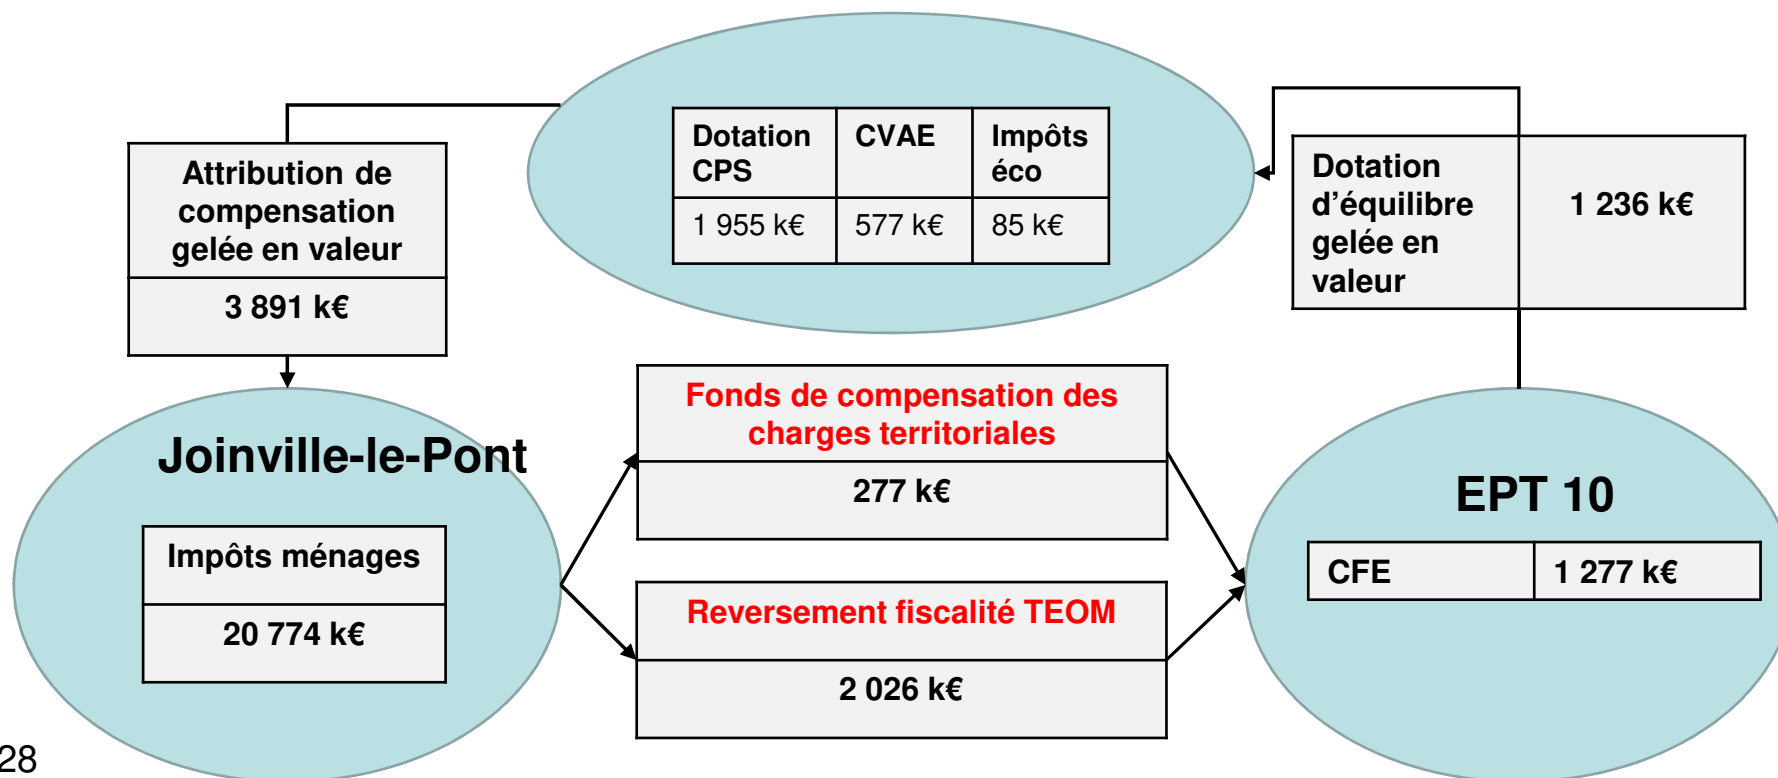 Dotation
CPS
CVAE
Impôts
éco
1 955 k€
577 k€
85 k€
Attribution de
compensation
gelée en valeur
3 891 k€
Dotation
d’équilibre
gelée en
valeur
1 236 k€
Fonds de compensation des
charges territoriales
277 k€
Joinville-le-Pont
Impôts ménages
20 774 k€
Reversement fiscalité TEOM
2 026 k€
EPT 10
CFE
1 277 k€
28